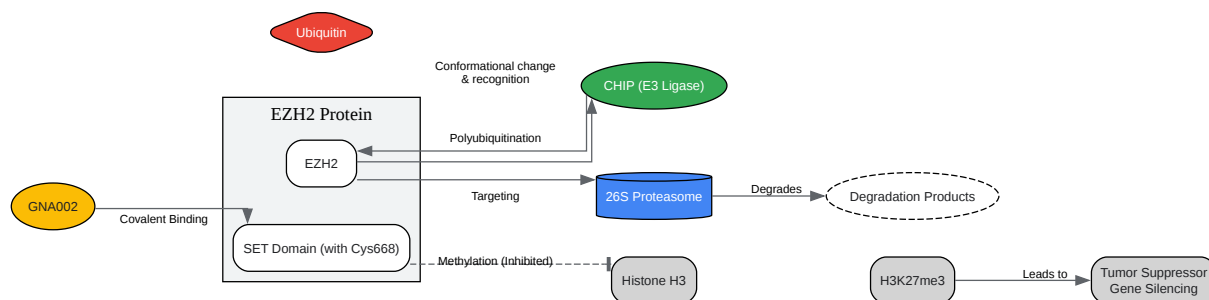 Ubiquitin
Conformational change
& recognition
CHIP (E3 Ligase)
EZH2 Protein
Polyubiquitination
EZH2
GNA002
Covalent Binding
Targeting
26S Proteasome
Degrades
Degradation Products
SET Domain (with Cys668)
Methylation (Inhibited)
Histone H3
H3K27me3
Leads to
Tumor Suppressor
Gene Silencing